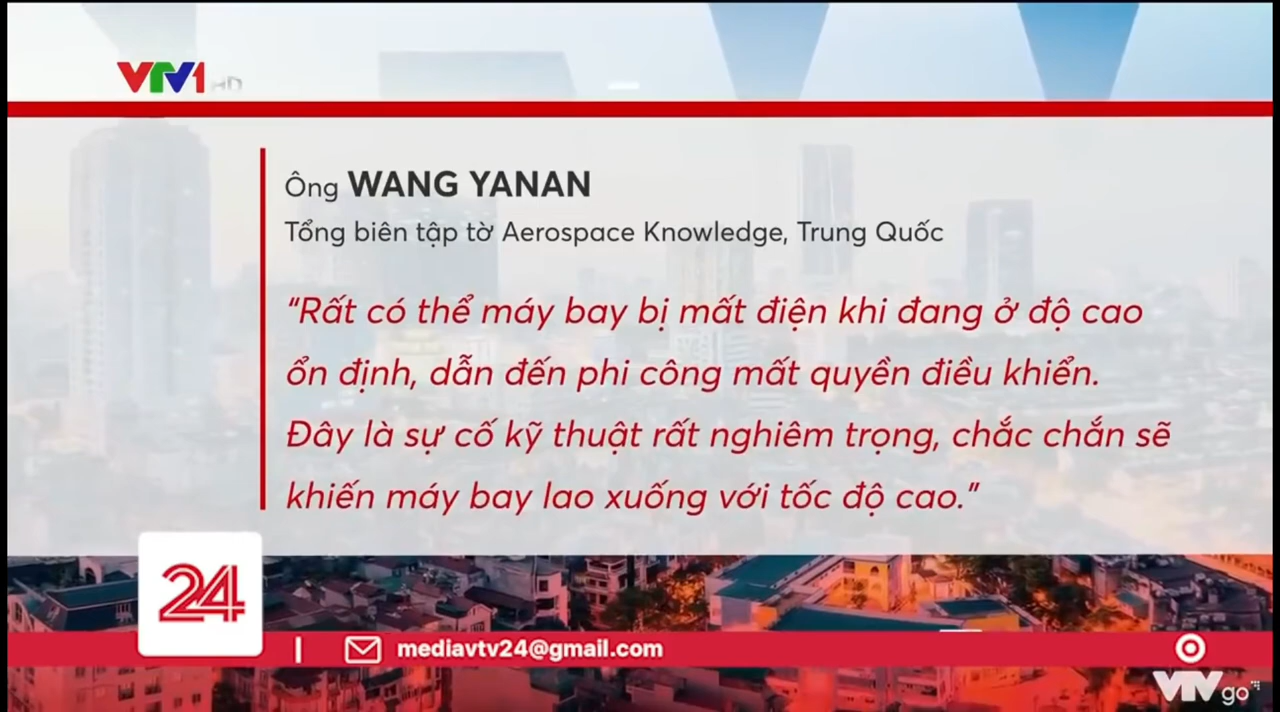 VTV1 HD
Ông WANG YANAN
Tổng biên tập tờ Aerospace Knowledge, Trung Quốc
“Rất có thể máy bay bị mất điện khi đang ở độ cao
ổn định, dẫn đến phi công mất quyền điều khiển.
Đây là sự cố kỹ thuật rất nghiêm trọng, chắc chắn sẽ
khiến máy bay lao xuống với tốc độ cao.”
24
mediavtv24@gmail.com
VTV go